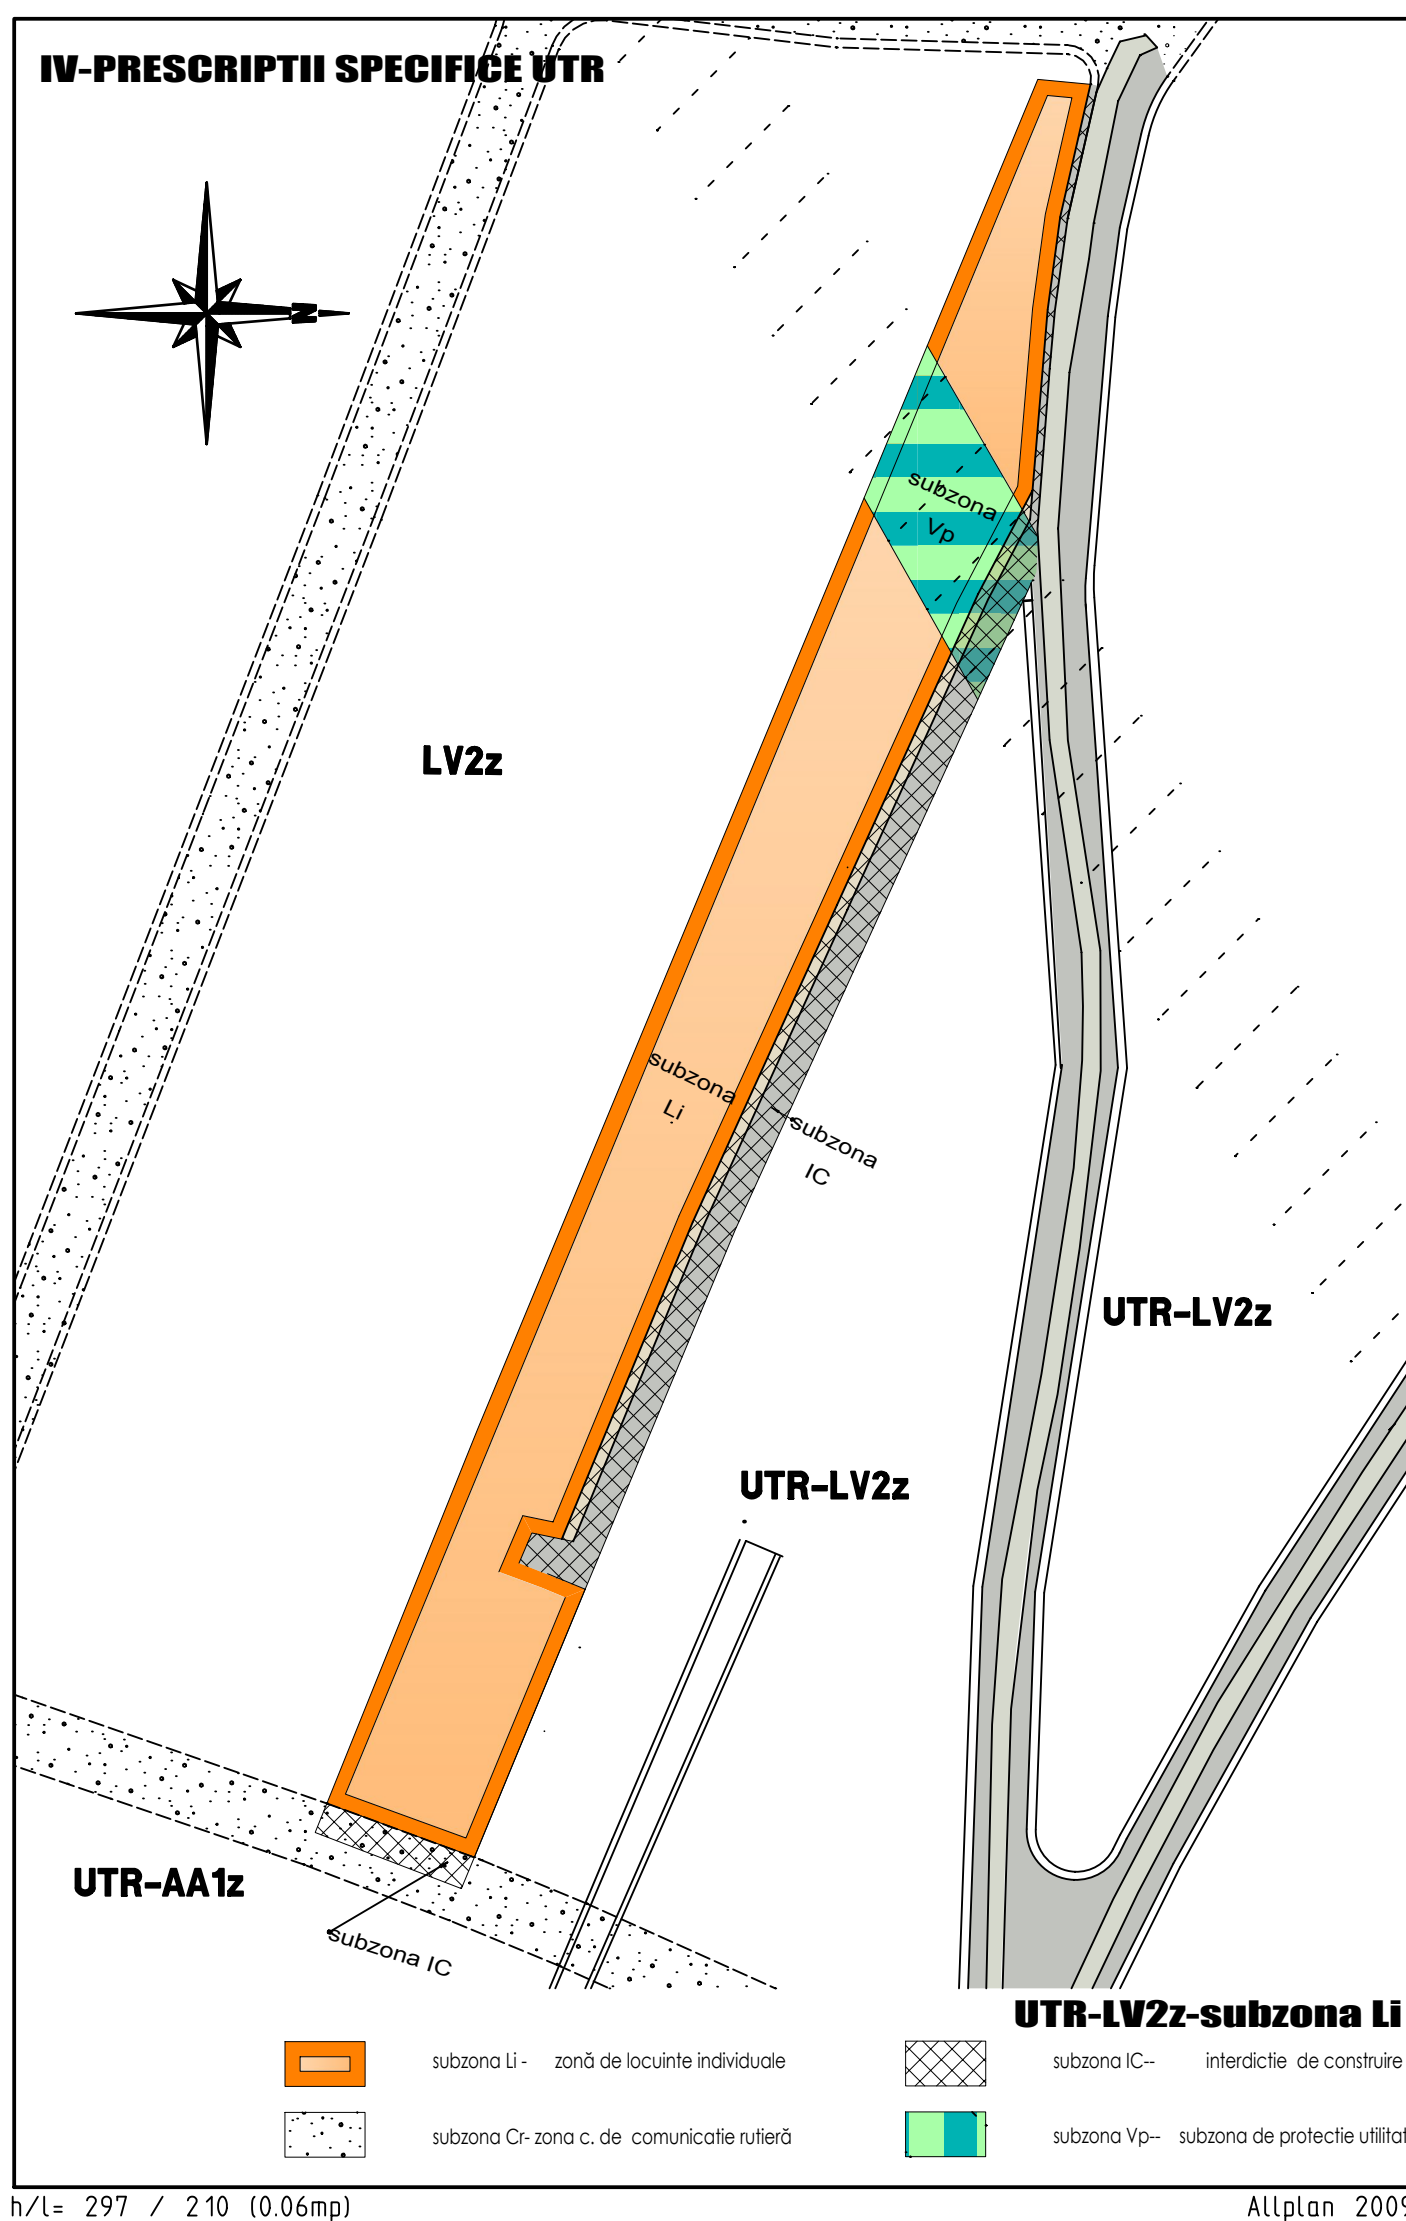 IV-PRESCRIPTII SPECIFICE UTR
N
subzona
Vp
LV2z
subzona
Li
subzona
IC
UTR-LV2z
UTR-LV2z
UTR-AA1z
subzona IC
UTR-LV2z-subzona Li
subzona Li - zonă de locuinte individuale
subzona IC-- interdictie de construire
subzona Cr- zona c. de comunicatie rutieră
subzona Vp-- subzona de protectie utilitat
h/l= 297 / 210 (0.06mp)
Allplan 2009